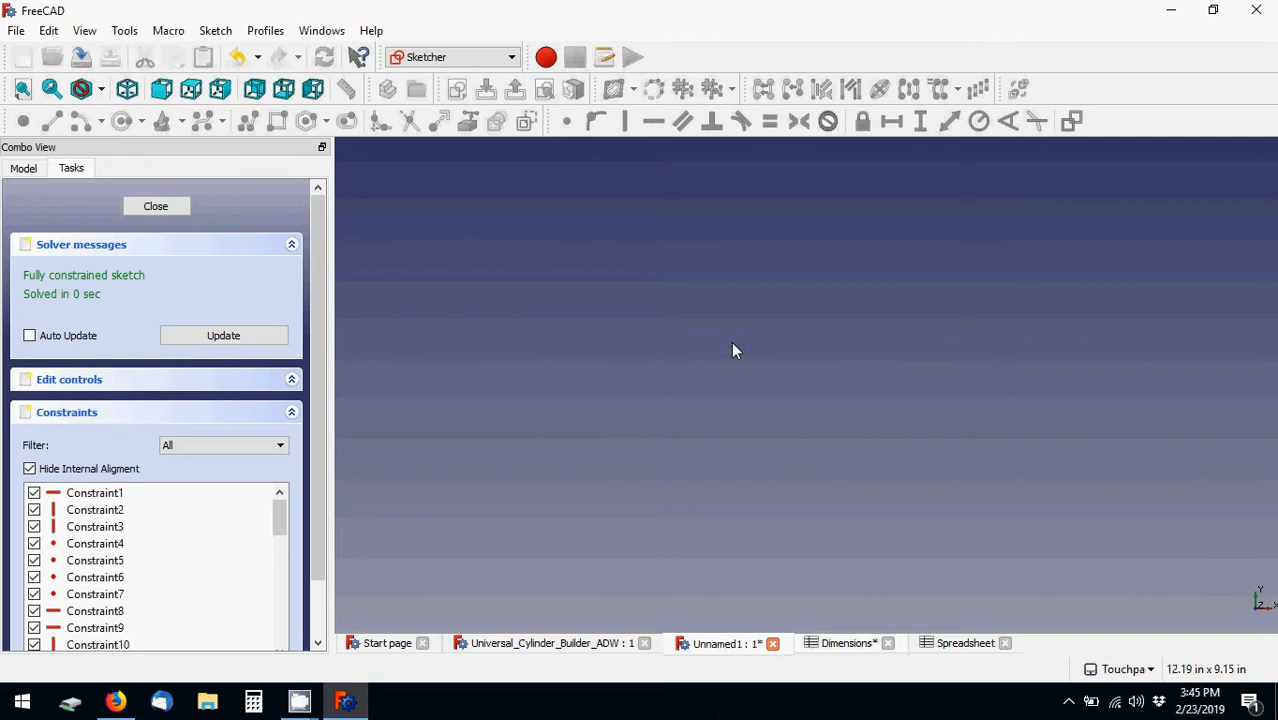 FreeCAD
File Edit View Tools Macro Sketch Profiles Windows Help
Sketcher
Combo View
Model Tasks
Close
Solver messages
Fully constrained sketch
Solved in 0 sec
Auto Update Update
Edit controls
Constraints
Filter: All
Hide Internal Aligment
Constraint1
Constraint2
Constraint3
Constraint4
Constraint5
Constraint6
Constraint7
Constraint8
Constraint9
Constraint10
Y
Z X
Start page Universal_Cylinder_Builder_ADW : 1 Unnamed1 : 1* Dimensions* Spreadsheet
Touchpa 12.19 in x 9.15 in
3:45 PM
2/23/2019
1